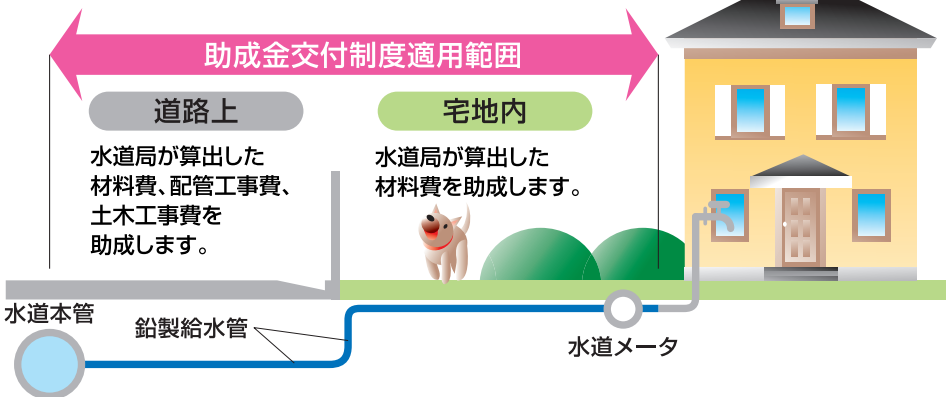 助成金交付制度適用範囲
道路上
水道局が算出した
材料費、配管工事費、
土木工事費を
助成します。
宅地内
水道局が算出した
材料費を助成します。
水道本管
鉛製給水管
水道メータ